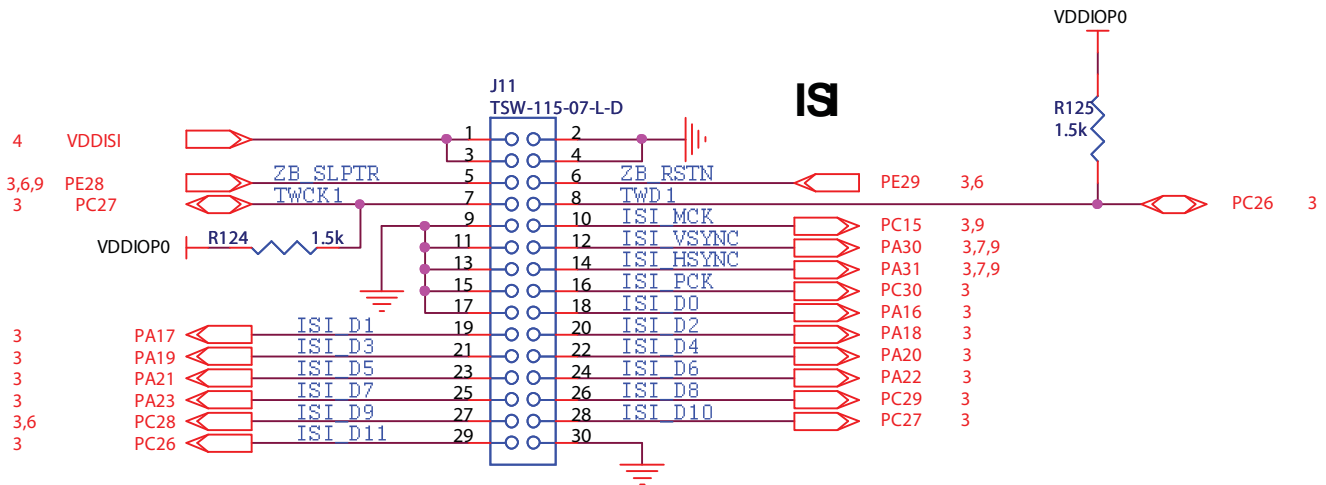 VDDIOP0
J11
TSW-115-07-L-D
ISI
R125
1.5k
4 VDDISI 1 2
3 4
3,6,9 PE28 ZB_SLPTR 5 6 ZB_RSTN PE29 3,6
3 PC27 TWCK1 7 8 TWD1 PC26 3
9 10 ISI_MCK PC15 3,9
VDDIOP0 R124 1.5k 11 12 ISI_VSYNC PA30 3,7,9
13 14 ISI_HSYNC PA31 3,7,9
15 16 ISI_PCK PC30 3
17 18 ISI_D0 PA16 3
3 PA17 ISI_D1 19 20 ISI_D2 PA18 3
3 PA19 ISI_D3 21 22 ISI_D4 PA20 3
3 PA21 ISI_D5 23 24 ISI_D6 PA22 3
3 PA23 ISI_D7 25 26 ISI_D8 PC29 3
3,6 PC28 ISI_D9 27 28 ISI_D10 PC27 3
3 PC26 ISI_D11 29 30